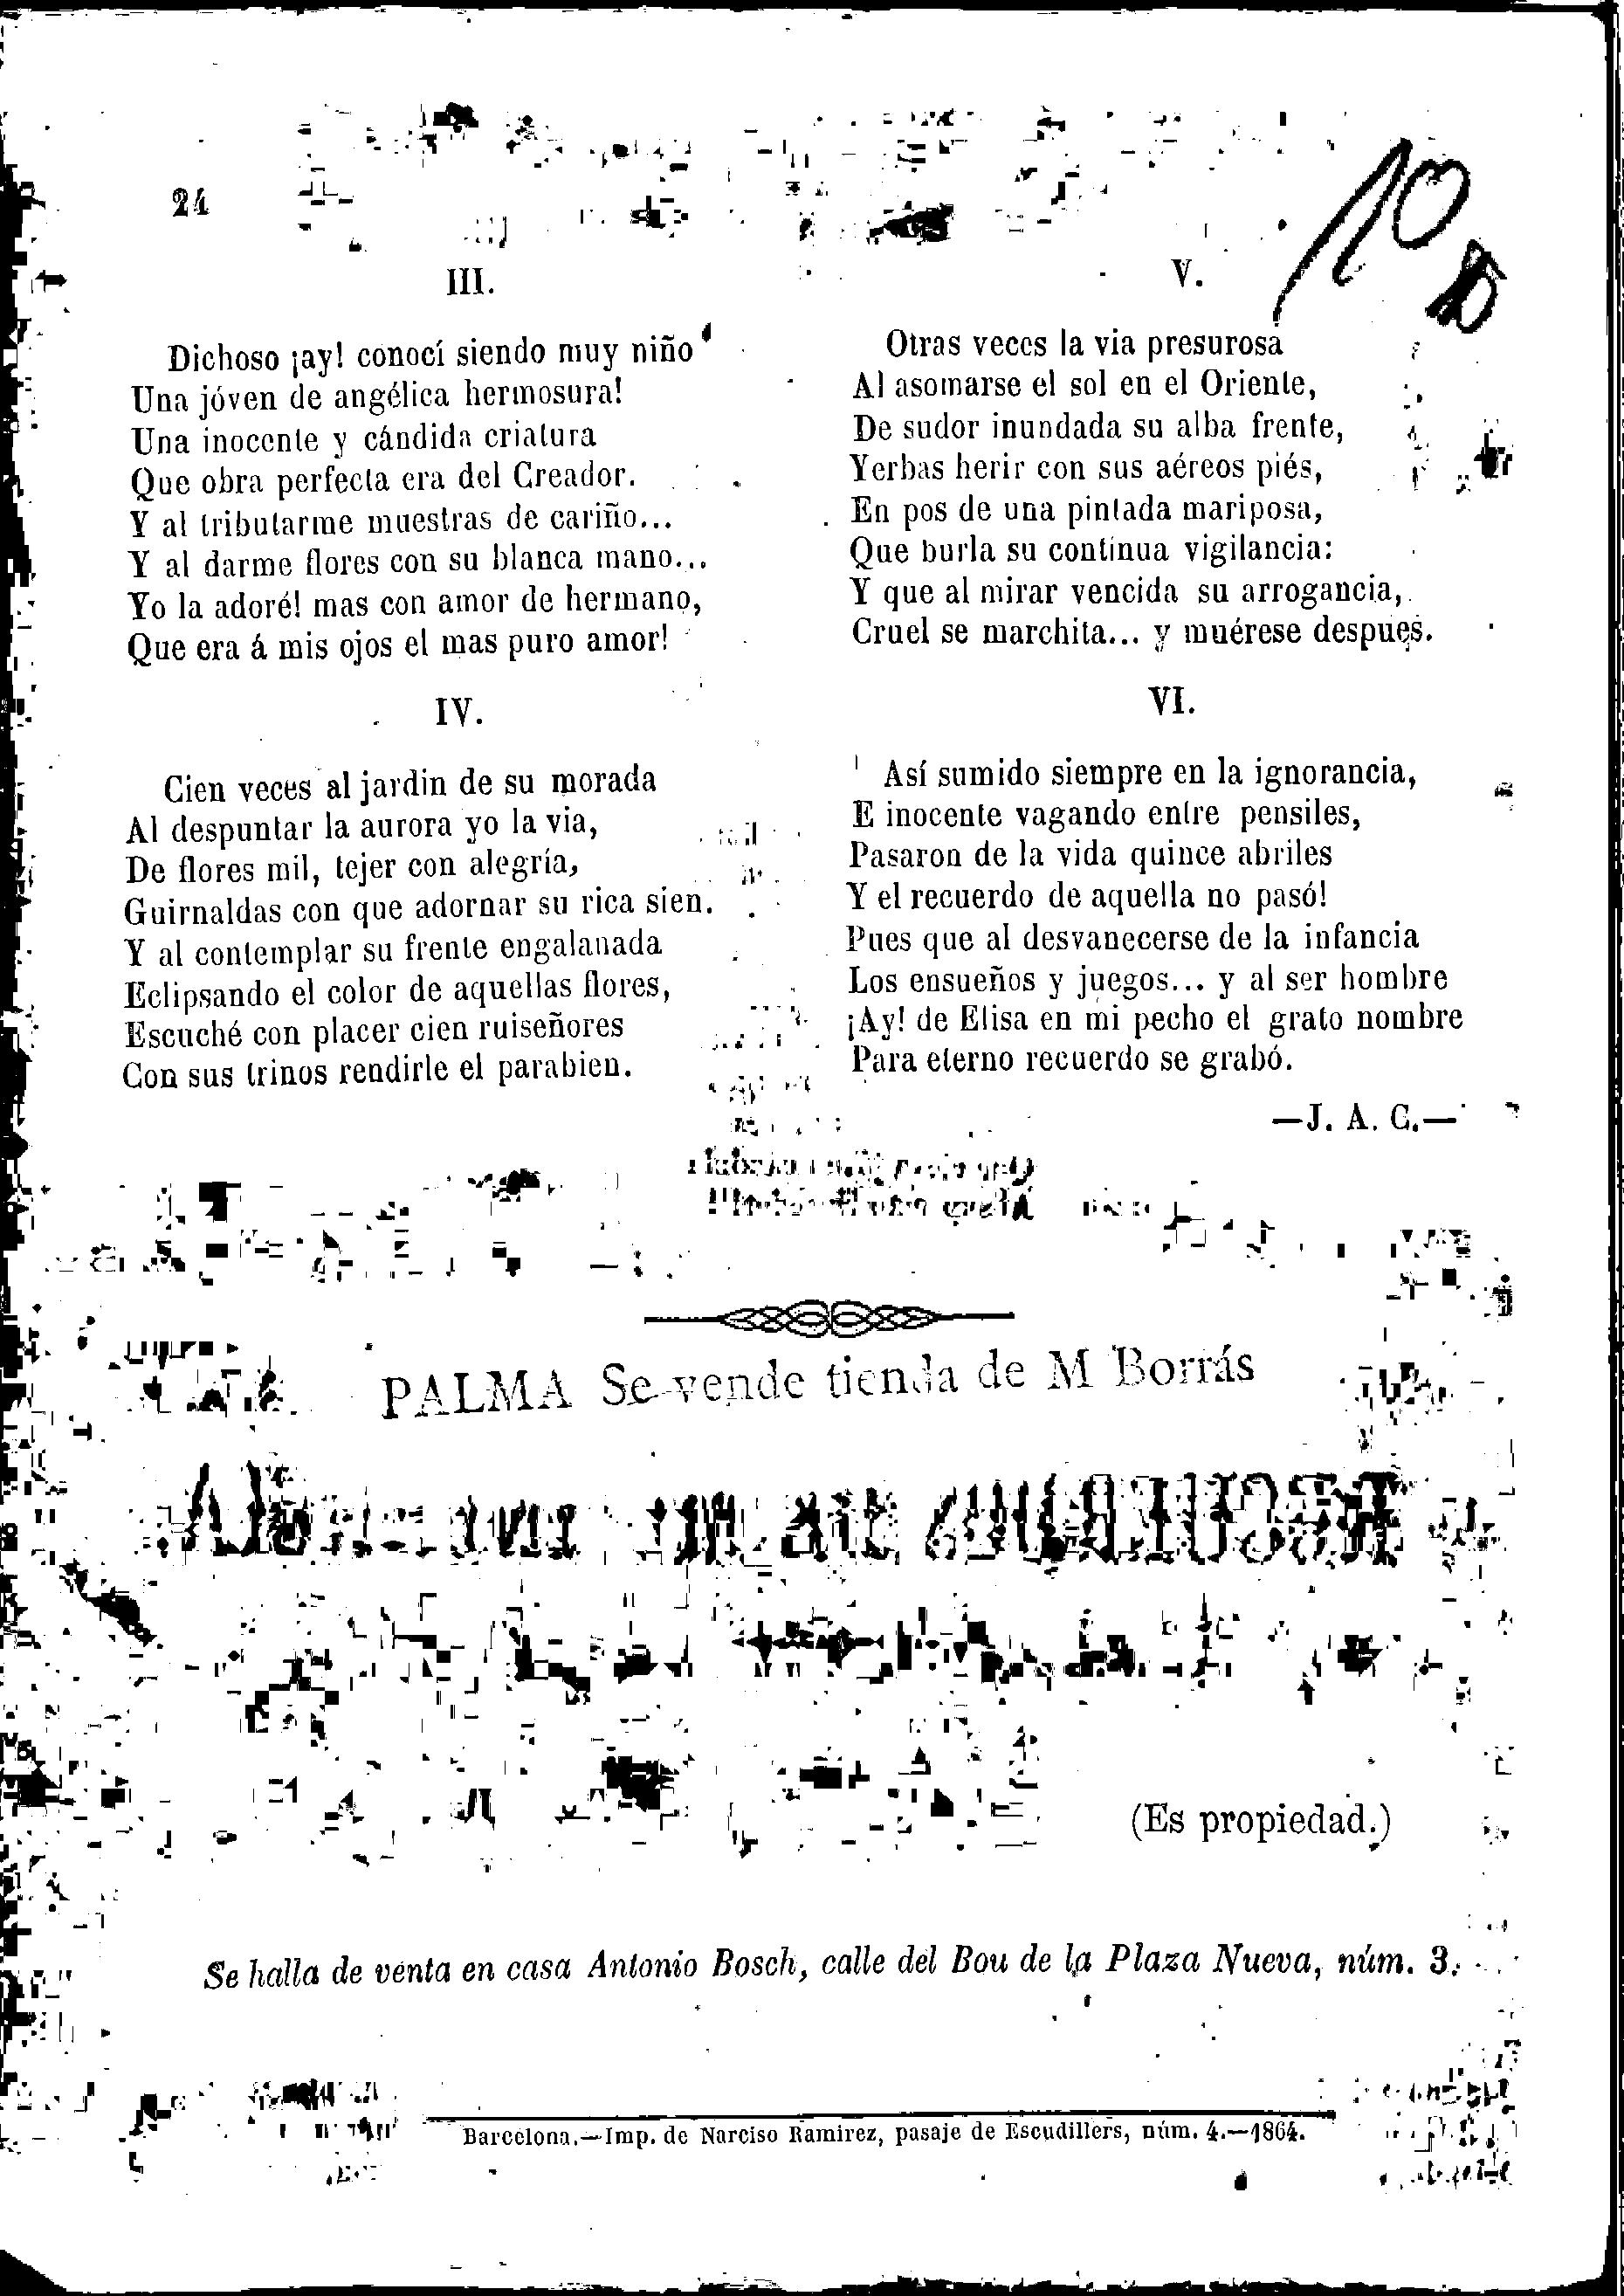 24
10
III.
Dichoso ¡ay! conocí siendo muy niño
Una jóven de angélica hermosura!
Una inocente y cándida criatura
Que obra perfecta era del Creador.
Y al tributarme muestras de cariño...
Y al darme flores con su blanca mano...
Yo la adoré! mas con amor de hermano,
Que era á mis ojos el mas puro amor!
IV.
Cien veces al jardin de su morada
Al despuntar la aurora yo la via,
De flores mil, tejer con alegría,
Guirnaldas con que adornar su rica sien.
Y al contemplar su frente engalanada
Eclipsando el color de aquellas flores,
Escuché con placer cien ruiseñores
Con sus trinos rendirle el parabien.
V.
Otras veces la via presurosa
Al asomarse el sol en el Oriente,
De sudor inundada su alba frente,
Yerbas herir con sus aéreos piés,
En pos de una pintada mariposa,
Que burla su contínua vigilancia:
Y que al mirar vencida su arrogancia,
Cruel se marchita... y muérese despues.
VI.
Así sumido siempre en la ignorancia,
E inocente vagando entre pensiles,
Pasaron de la vida quince abriles
Y el recuerdo de aquella no pasó!
Pues que al desvanecerse de la infancia
Los ensueños y juegos... y al ser hombre
¡Ay! de Elisa en mi pecho el grato nombre
Para eterno recuerdo se grabó.
—J. A. C.—
PALMA Se vende tienda de M Borrás
(Es propiedad.)
Se halla de venta en casa Antonio Bosch, calle del Bou de la Plaza Nueva, núm. 3.
Barcelona.—Imp. de Narciso Ramirez, pasaje de Escudillers, núm. 4.—1864.